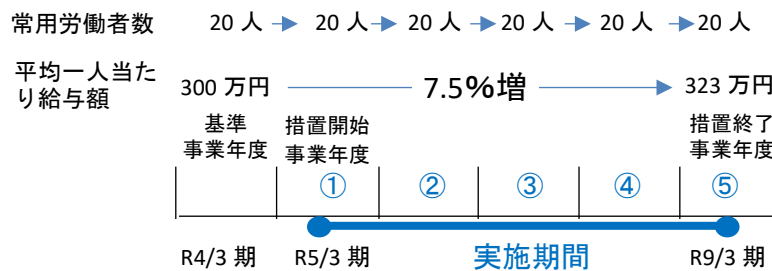 常用労働者数 20 人 20 人 20 人 20 人 20 人 20 人
平均一人当た
り給与額
300 万円 7.5%増 323 万円
基準
事業年度
措置開始
事業年度
措置終了
事業年度
① ② ③ ④ ⑤
R4/3 期 R5/3 期 実施期間 R9/3 期